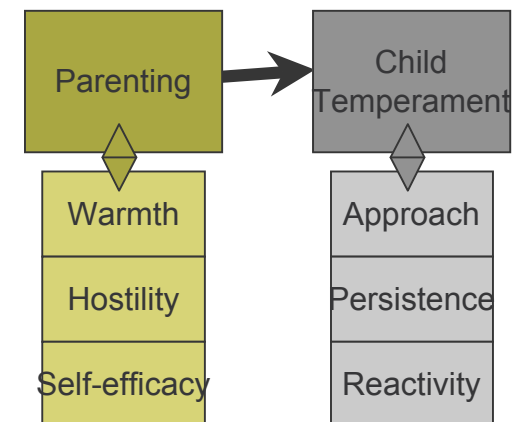 Parenting
Child
Temperament
Warmth
Hostility
Self-efficacy
Approach
Persistence
Reactivity